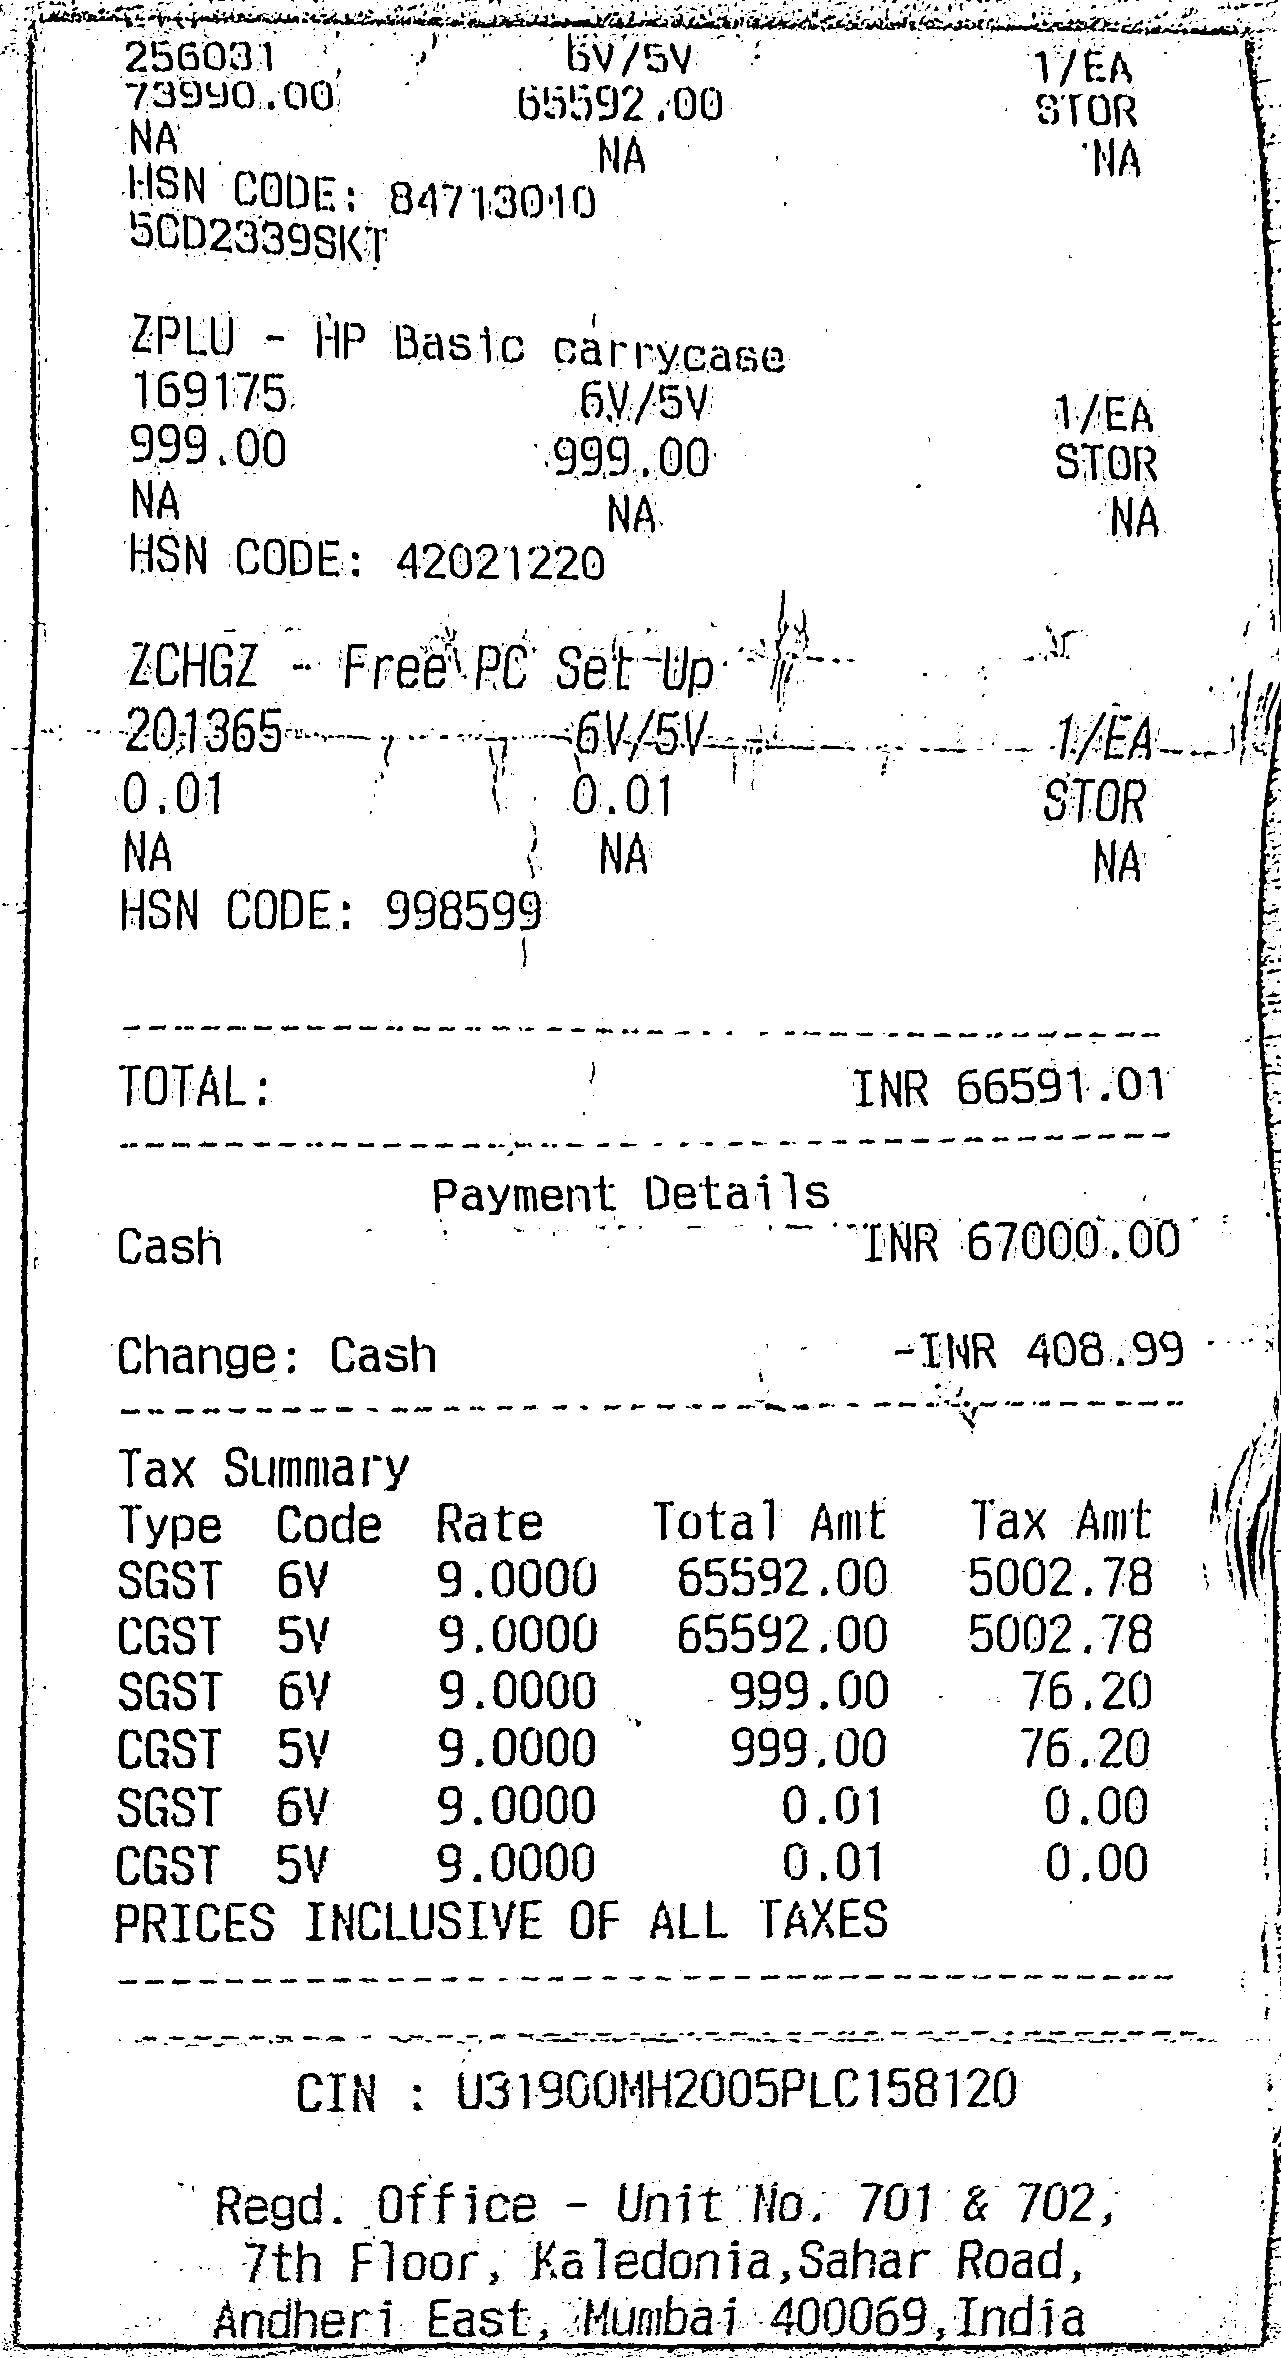 256031 6V/5V 1/EA
73990.00 65592.00 STOR
NA NA NA
HSN CODE: 84713010
5CD2339SKT
ZPLU - HP Basic carrycase
169175 6V/5V 1/EA
999.00 999.00 STOR
NA NA NA
HSN CODE: 42021220
ZCHGZ - Free PC Set Up
201365 6V/5V 1/EA
0.01 0.01 STOR
NA NA NA
HSN CODE: 998599
TOTAL: INR 66591.01
Payment Details
Cash INR 67000.00
Change: Cash -INR 408.99
Tax Summary
Type Code Rate Total Amt Tax Amt
SGST 6V 9.0000 65592.00 5002.78
CGST 5V 9.0000 65592.00 5002.78
SGST 6V 9.0000 999.00 76.20
CGST 5V 9.0000 999.00 76.20
SGST 6V 9.0000 0.01 0.00
CGST 5V 9.0000 0.01 0.00
PRICES INCLUSIVE OF ALL TAXES
CIN : U31900MH2005PLC158120
Regd. Office - Unit No. 701 & 702,
7th Floor, Kaledonia,Sahar Road,
Andheri East, Mumbai 400069,India